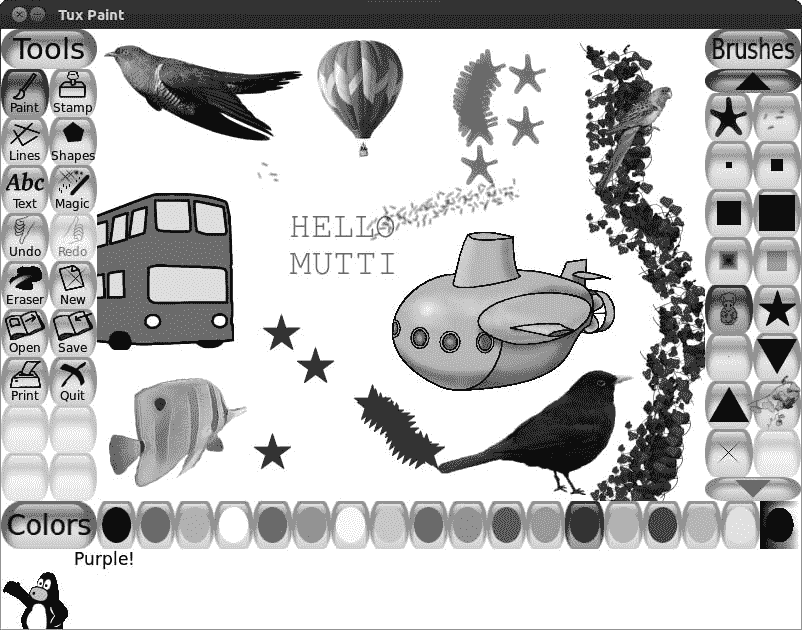 Tux Paint
Tools
Brushes
Paint
Stamp
Lines
Shapes
Abc
Text
Magic
Undo
Redo
Eraser
New
Open
Save
Print
Quit
HELLO
MUTTI
Colors
Purple!